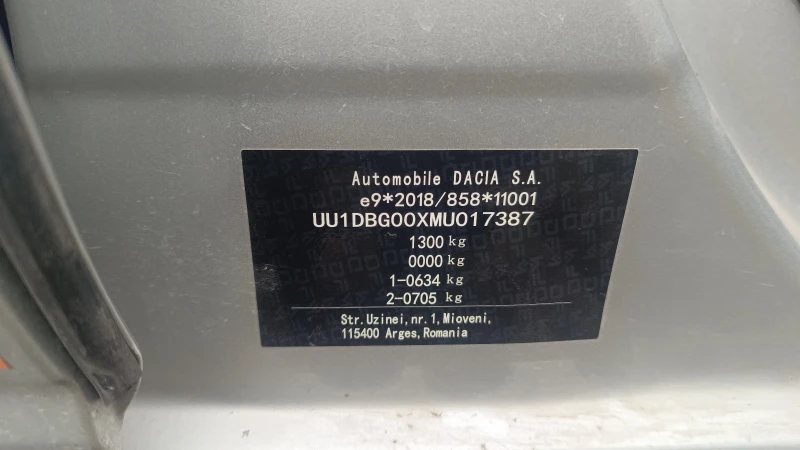 Automobile DACIA S.A.
e9*2018/858*11001
UU1DBG00XMU017387
1300 kg
0000 kg
1-0634 kg
2-0705 kg
Str.Uzinei,nr.1,Mioveni,
115400 Arges,Romania